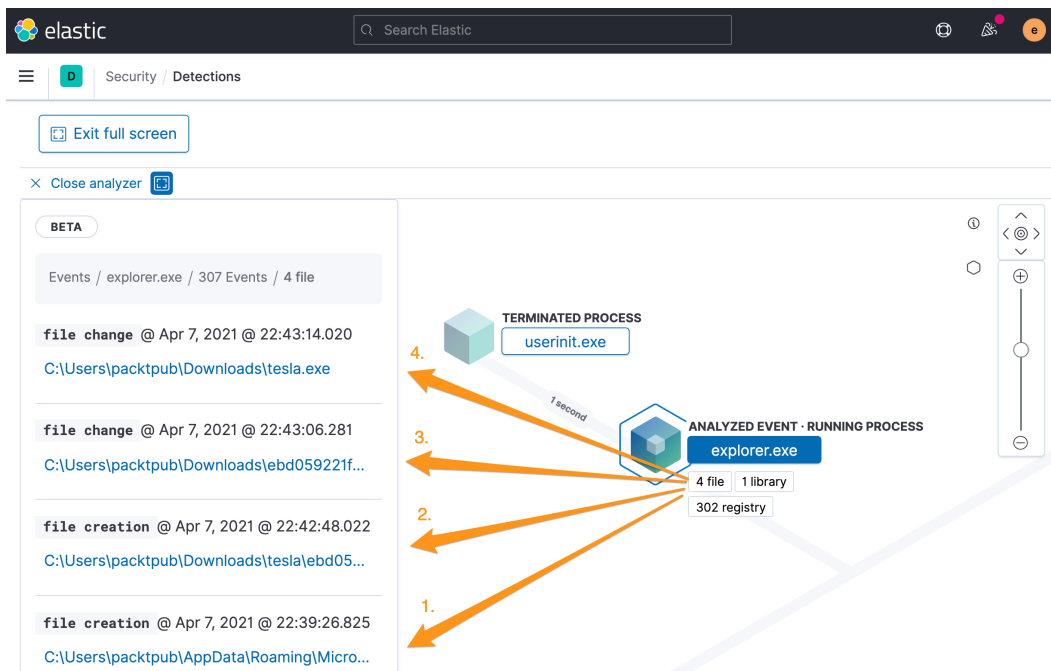 elastic
Search Elastic
e
D
Security / Detections
Exit full screen
Close analyzer
BETA
Events / explorer.exe / 307 Events / 4 file
file change @ Apr 7, 2021 @ 22:43:14.020
C:\Users\packtpub\Downloads\tesla.exe
file change @ Apr 7, 2021 @ 22:43:06.281
C:\Users\packtpub\Downloads\ebd059221f...
file creation @ Apr 7, 2021 @ 22:42:48.022
C:\Users\packtpub\Downloads\tesla\ebd05...
file creation @ Apr 7, 2021 @ 22:39:26.825
C:\Users\packtpub\AppData\Roaming\Micro...
4.
3.
2.
1.
TERMINATED PROCESS
userinit.exe
1 second
ANALYZED EVENT · RUNNING PROCESS
explorer.exe
4 file
1 library
302 registry